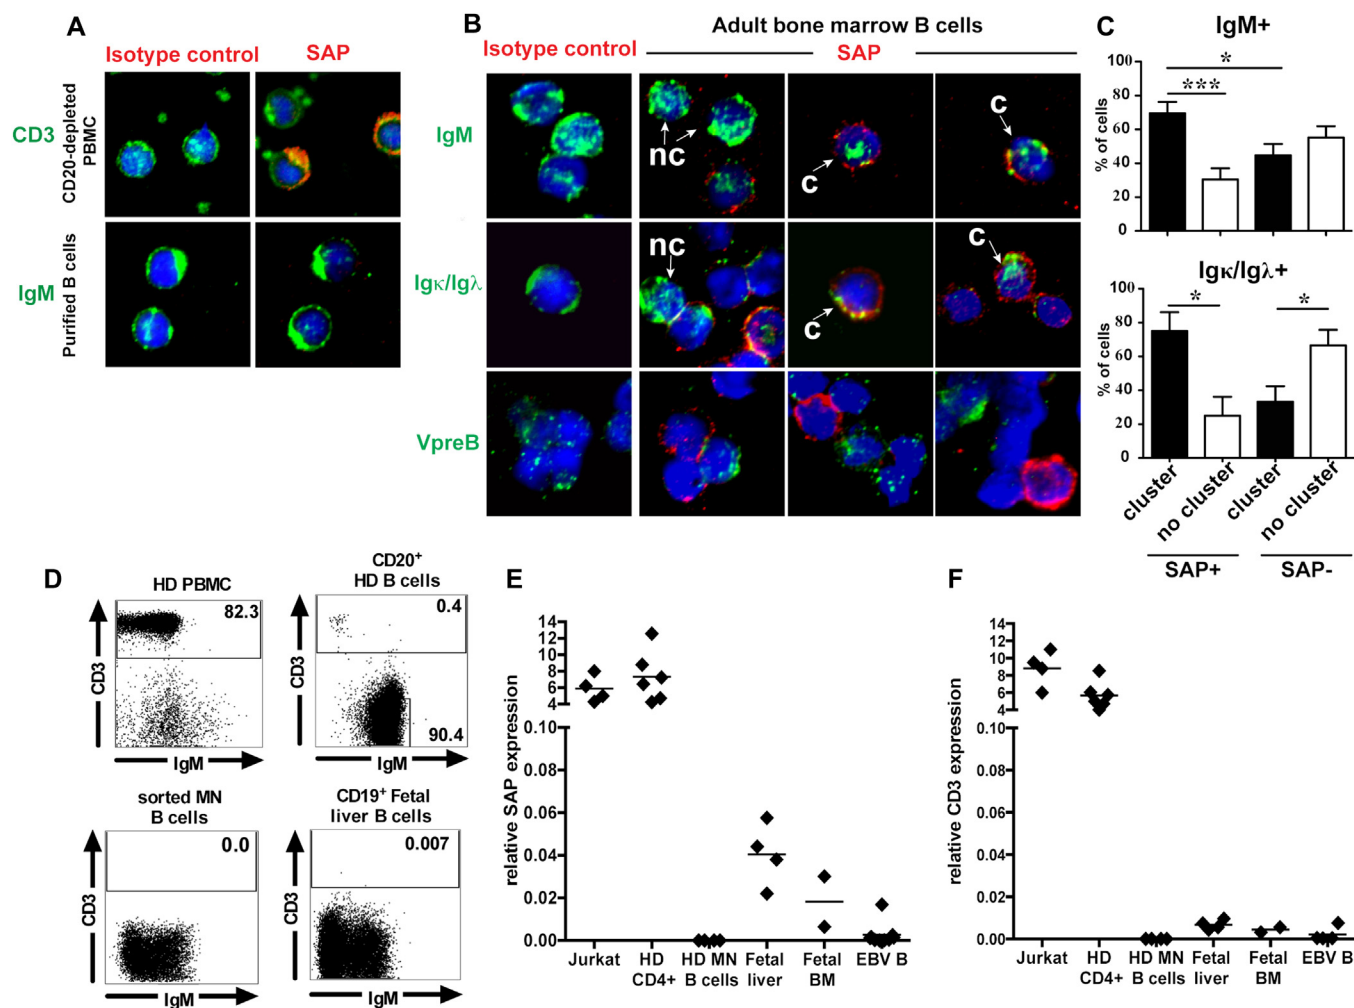 A
Isotype control
SAP
CD3
CD20-depleted
PBMC
IgM
Purified B cells
B
Adult bone marrow B cells
Isotype control
SAP
IgM
nc
c
c
Igκ/Igλ
nc
c
c
VpreB
C
IgM+
*
***
% of cells
100
80
60
40
20
0
Igκ/Igλ+
*
*
% of cells
100
80
60
40
20
0
cluster
no cluster
cluster
no cluster
SAP+
SAP-
D
HD PBMC
82.3
CD3
IgM
CD20+
HD B cells
0.4
90.4
CD3
IgM
sorted MN
B cells
0.0
CD3
IgM
CD19+ Fetal
liver B cells
0.007
CD3
IgM
E
relative SAP expression
14
12
10
8
6
4
0.10
0.08
0.06
0.04
0.02
0.00
Jurkat
HD
CD4+
HD MN
B cells
Fetal
liver
Fetal
BM
EBV B
F
relative CD3 expression
14
12
10
8
6
4
0.10
0.08
0.06
0.04
0.02
0.00
Jurkat
HD
CD4+
HD MN
B cells
Fetal
liver
Fetal
BM
EBV B